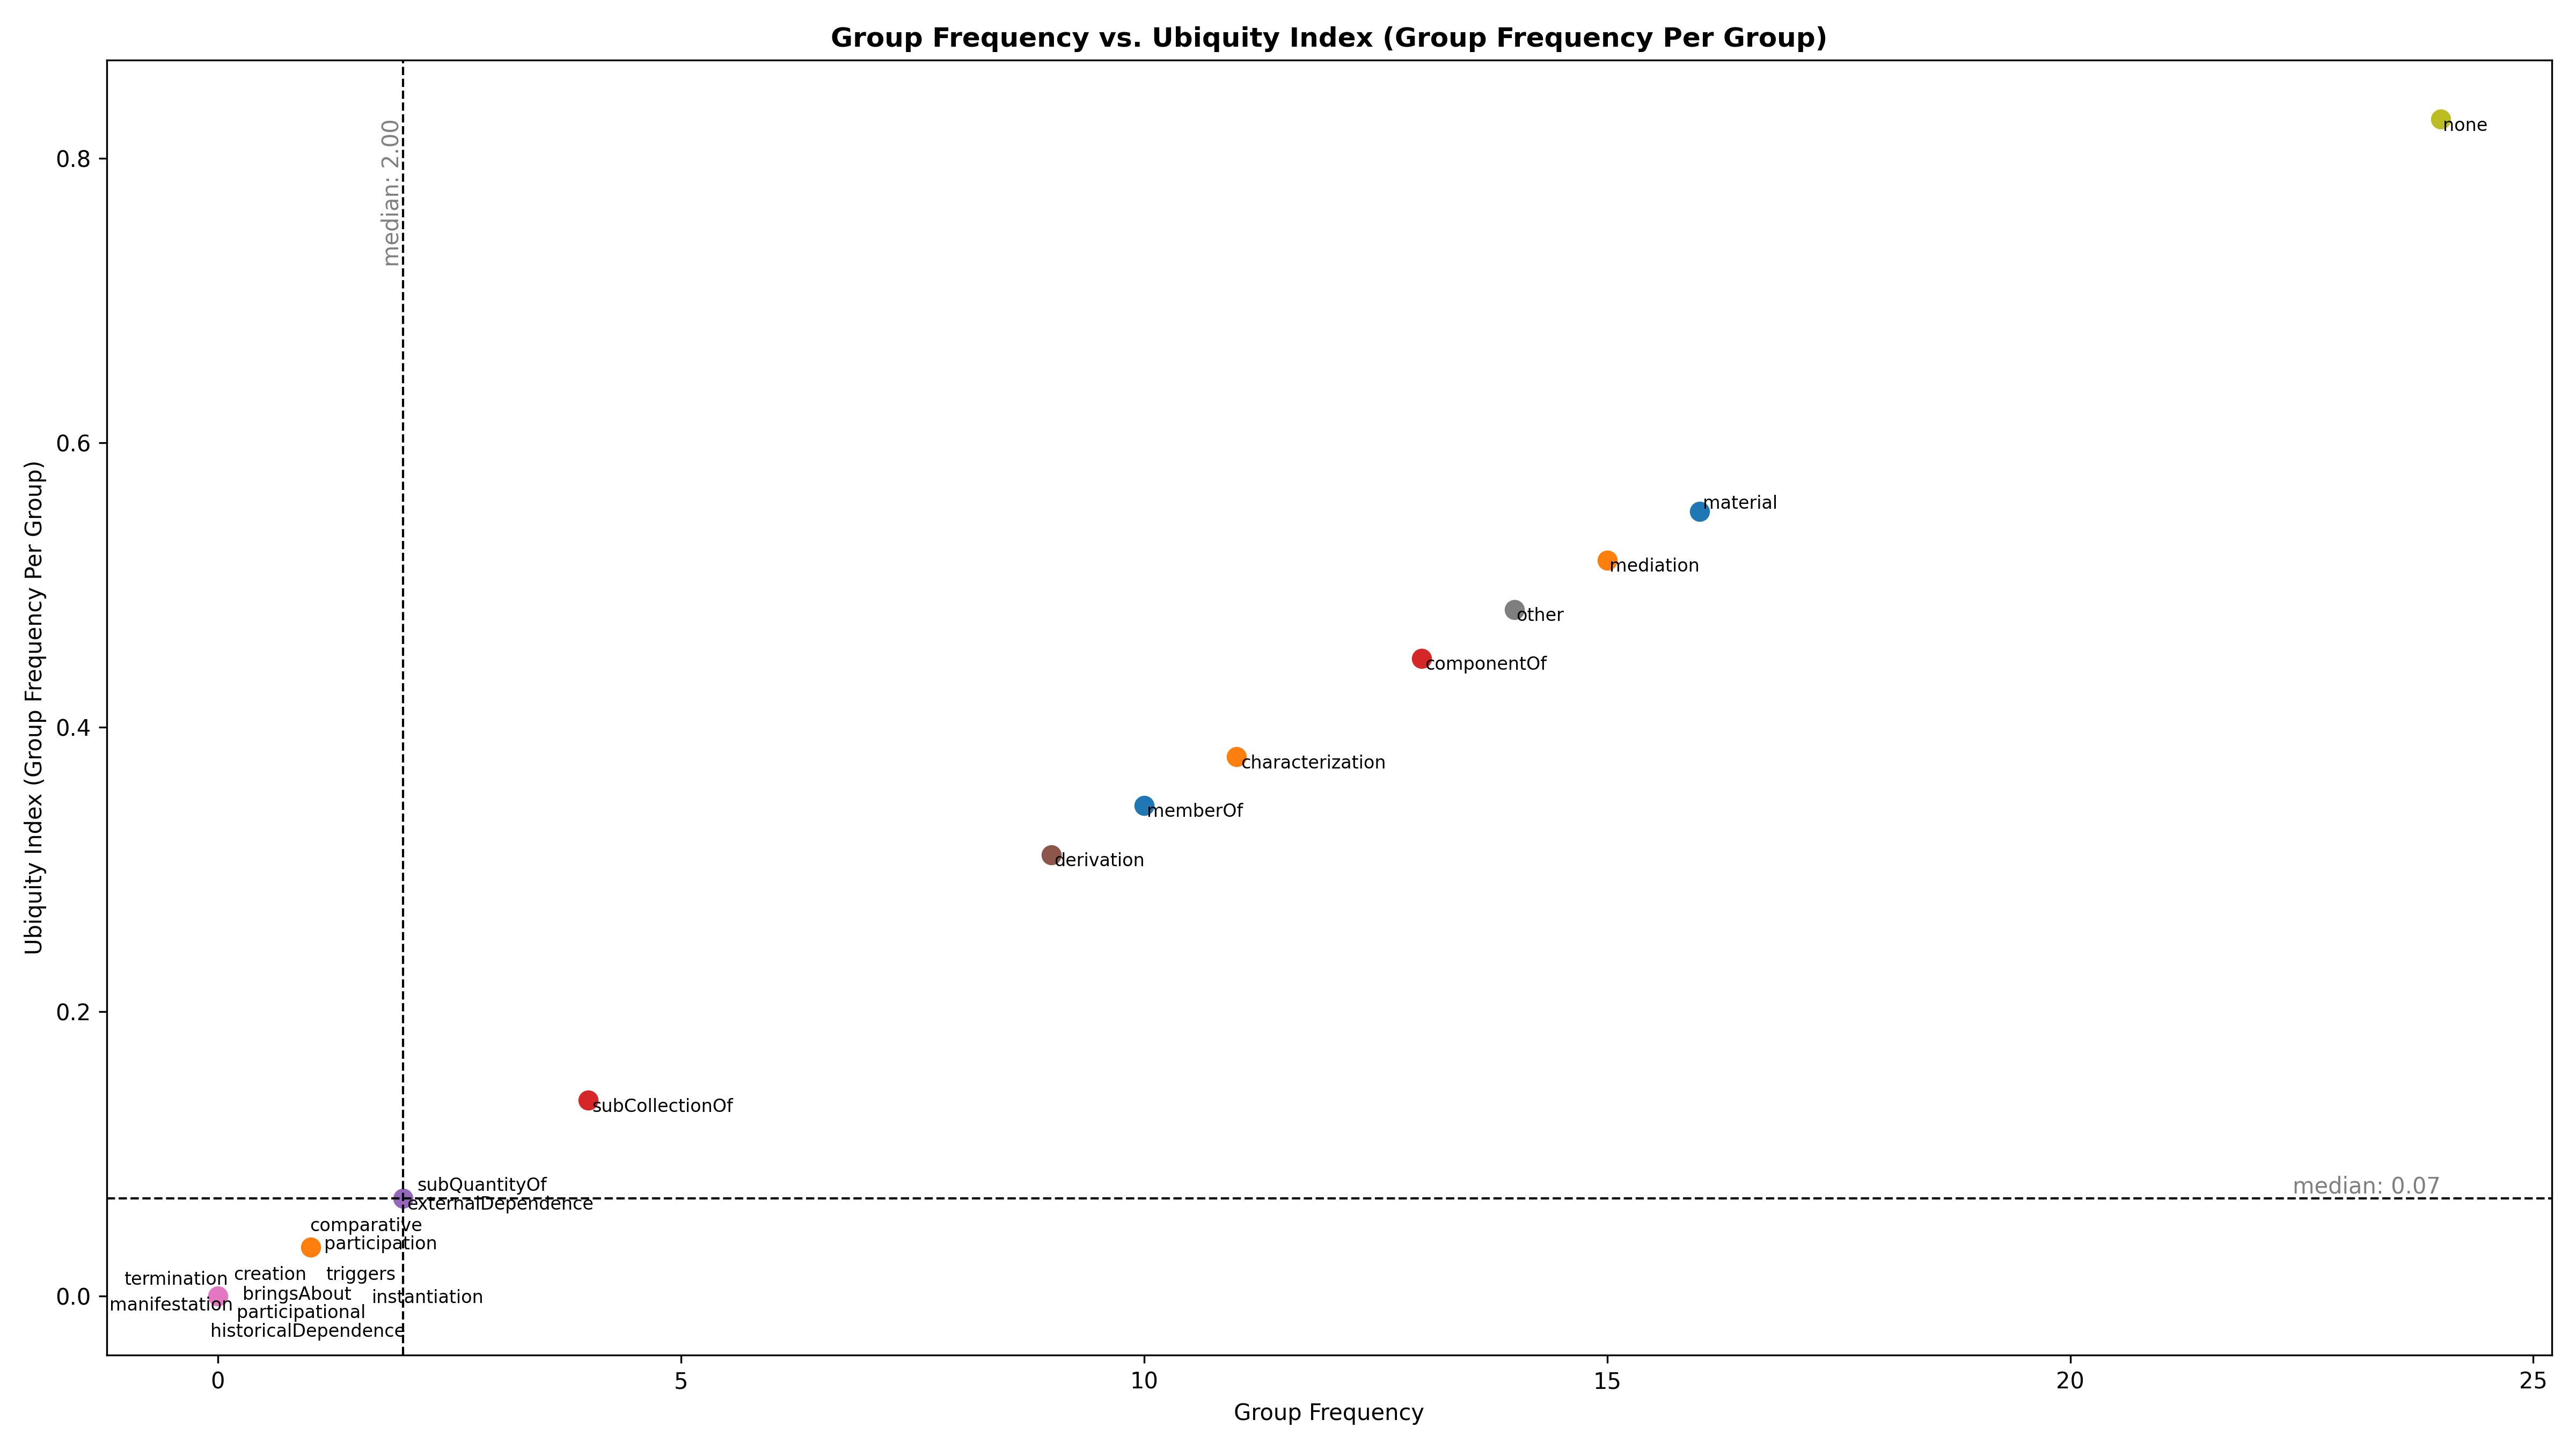 Group Frequency vs. Ubiquity Index (Group Frequency Per Group)
Ubiquity Index (Group Frequency Per Group)
0.8
0.6
0.4
0.2
0.0
median: 2.00
none
material
mediation
other
componentOf
characterization
memberOf
derivation
subCollectionOf
subQuantityOf
median: 0.07
externalDependence
comparative
participation
termination
creation
triggers
manifestation
bringsAbout
instantiation
participational
historicalDependence
0
5
10
15
20
25
Group Frequency